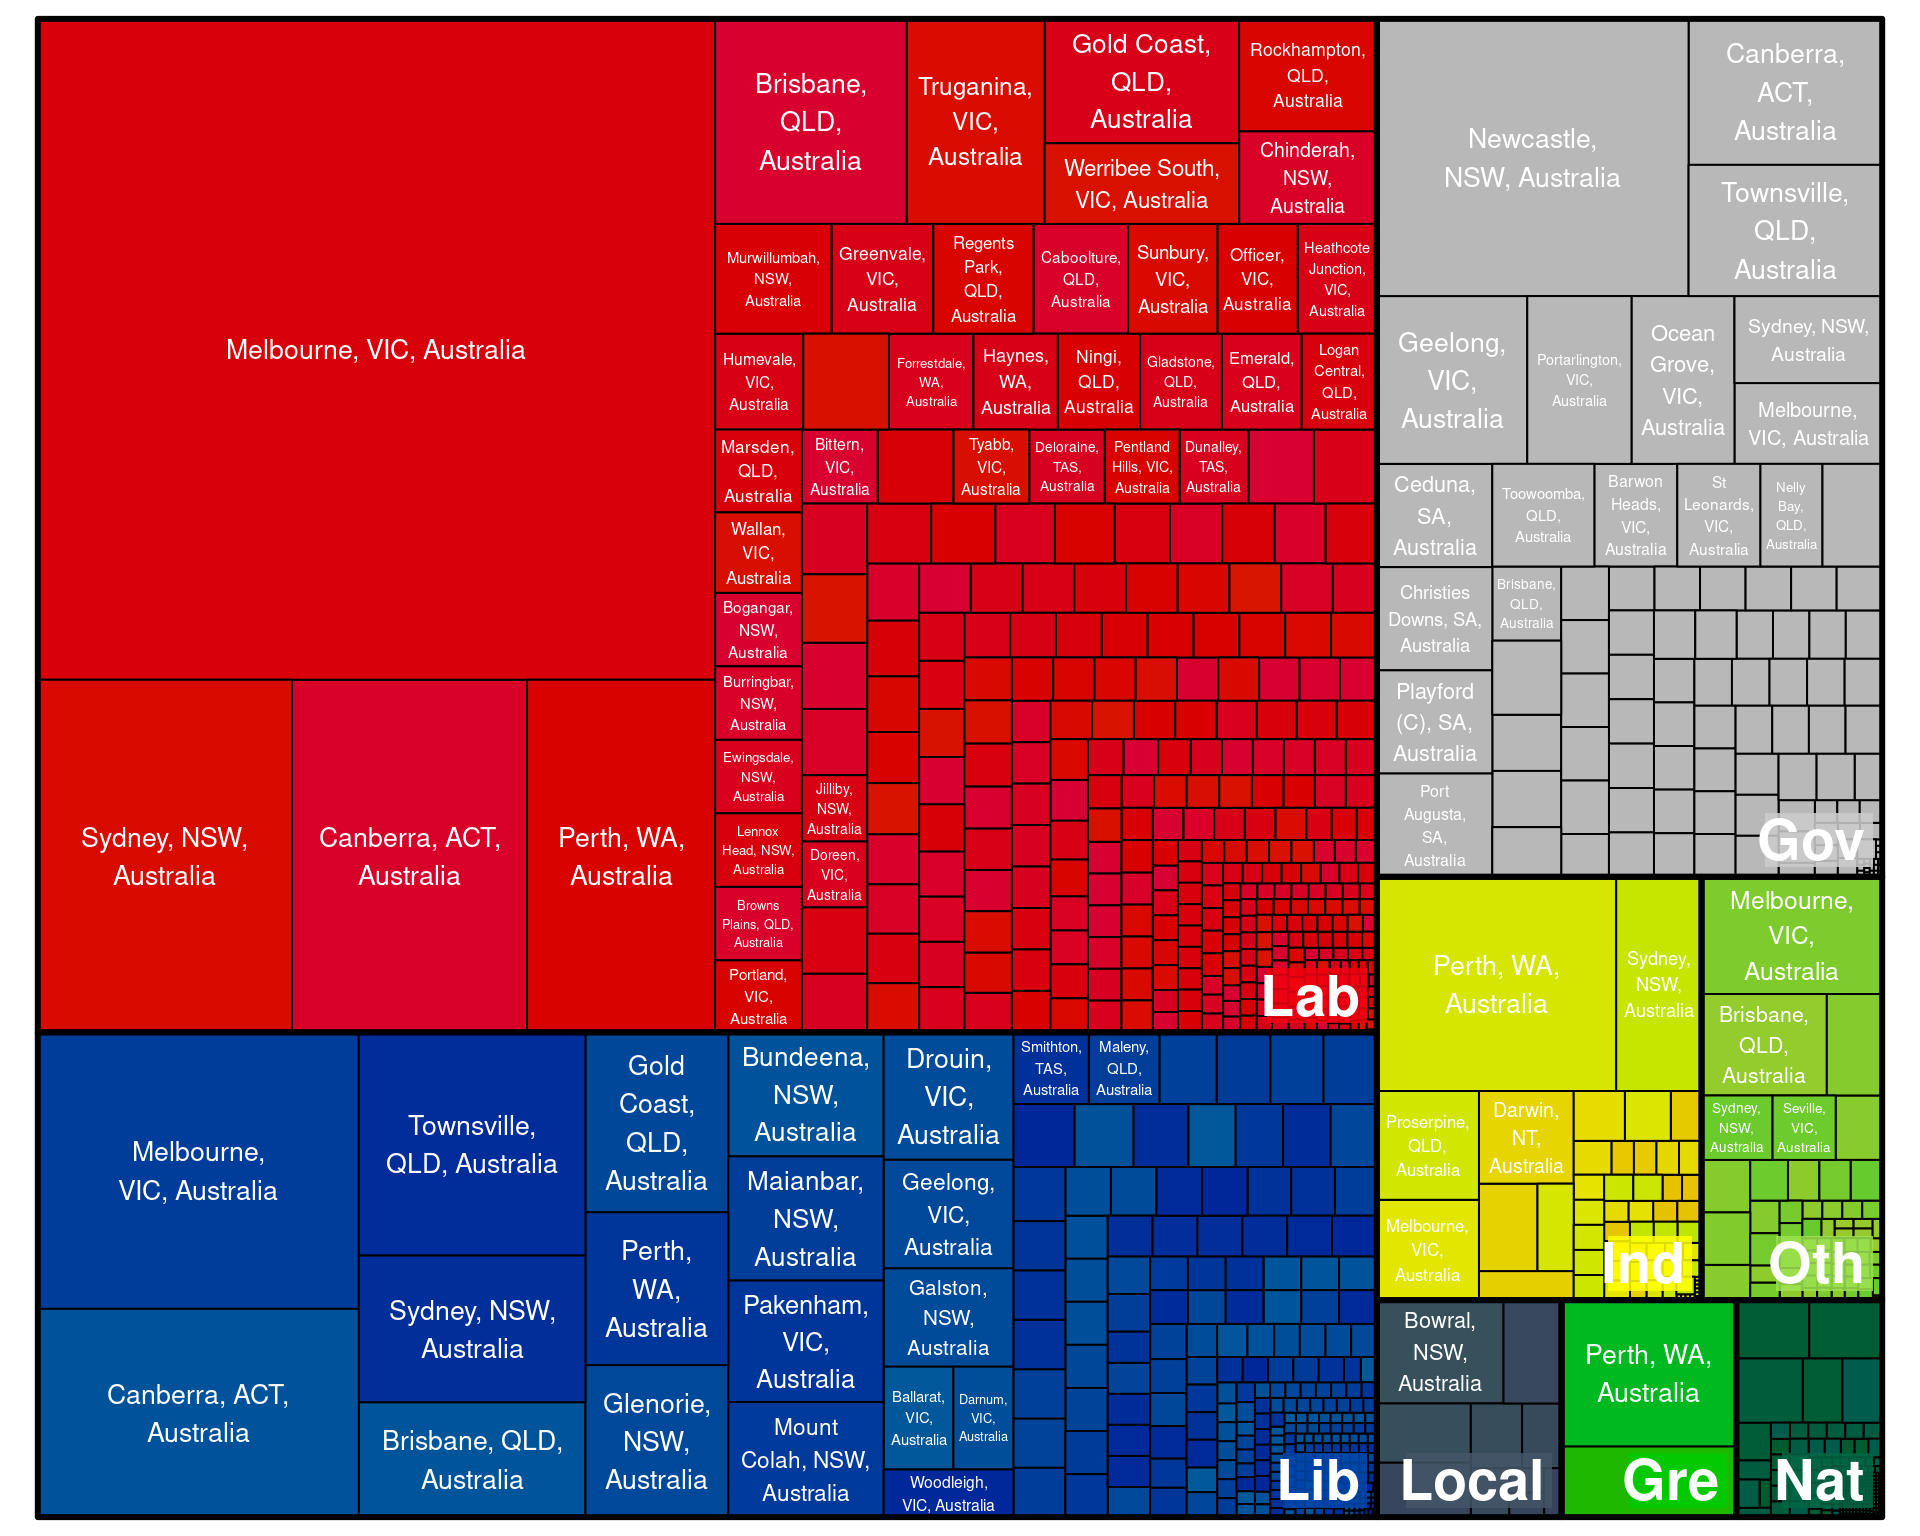 Melbourne, VIC, Australia
Sydney, NSW,
Australia
Canberra, ACT,
Australia
Perth, WA,
Australia
Brisbane,
QLD,
Australia
Truganina,
VIC,
Australia
Gold Coast,
QLD,
Australia
Werribee South,
VIC, Australia
Rockhampton,
QLD,
Australia
Chinderah,
NSW,
Australia
Murwillumbah,
NSW,
Australia
Greenvale,
VIC,
Australia
Regents
Park,
QLD,
Australia
Caboolture,
QLD,
Australia
Sunbury,
VIC,
Australia
Officer,
VIC,
Australia
Heathcote
Junction,
VIC,
Australia
Humevale,
VIC,
Australia
Forrestdale,
WA,
Australia
Haynes,
WA,
Australia
Ningi,
QLD,
Australia
Gladstone,
QLD,
Australia
Emerald,
QLD,
Australia
Logan
Central,
QLD,
Australia
Marsden,
QLD,
Australia
Bittern,
VIC,
Australia
Tyabb,
VIC,
Australia
Deloraine,
TAS,
Australia
Pentland
Hills, VIC,
Australia
Dunalley,
TAS,
Australia
Wallan,
VIC,
Australia
Bogangar,
NSW,
Australia
Burringbar,
NSW,
Australia
Ewingsdale,
NSW,
Australia
Lennox
Head, NSW,
Australia
Browns
Plains, QLD,
Australia
Portland,
VIC,
Australia
Jilliby,
NSW,
Australia
Doreen,
VIC,
Australia
Lab
Newcastle,
NSW, Australia
Canberra,
ACT,
Australia
Townsville,
QLD,
Australia
Geelong,
VIC,
Australia
Portarlington,
VIC,
Australia
Ocean
Grove,
VIC,
Australia
Sydney, NSW,
Australia
Melbourne,
VIC, Australia
Ceduna,
SA,
Australia
Toowoomba,
QLD,
Australia
Barwon
Heads,
VIC,
Australia
St
Leonards,
VIC,
Australia
Nelly
Bay,
QLD,
Australia
Christies
Downs, SA,
Australia
Brisbane,
QLD,
Australia
Playford
(C), SA,
Australia
Port
Augusta,
SA,
Australia
Gov
Melbourne,
VIC, Australia
Canberra, ACT,
Australia
Townsville,
QLD, Australia
Sydney, NSW,
Australia
Brisbane, QLD,
Australia
Gold
Coast,
QLD,
Australia
Perth,
WA,
Australia
Glenorie,
NSW,
Australia
Bundeena,
NSW,
Australia
Maianbar,
NSW,
Australia
Pakenham,
VIC,
Australia
Mount
Colah, NSW,
Australia
Drouin,
VIC,
Australia
Geelong,
VIC,
Australia
Galston,
NSW,
Australia
Ballarat,
VIC,
Australia
Darnum,
VIC,
Australia
Woodleigh,
VIC, Australia
Smithton,
TAS,
Australia
Maleny,
QLD,
Australia
Lib
Perth, WA,
Australia
Sydney,
NSW,
Australia
Proserpine,
QLD,
Australia
Darwin,
NT,
Australia
Melbourne,
VIC,
Australia
Ind
Melbourne,
VIC,
Australia
Brisbane,
QLD,
Australia
Sydney,
NSW,
Australia
Seville,
VIC,
Australia
Oth
Bowral,
NSW,
Australia
Local
Perth, WA,
Australia
Gre
Nat